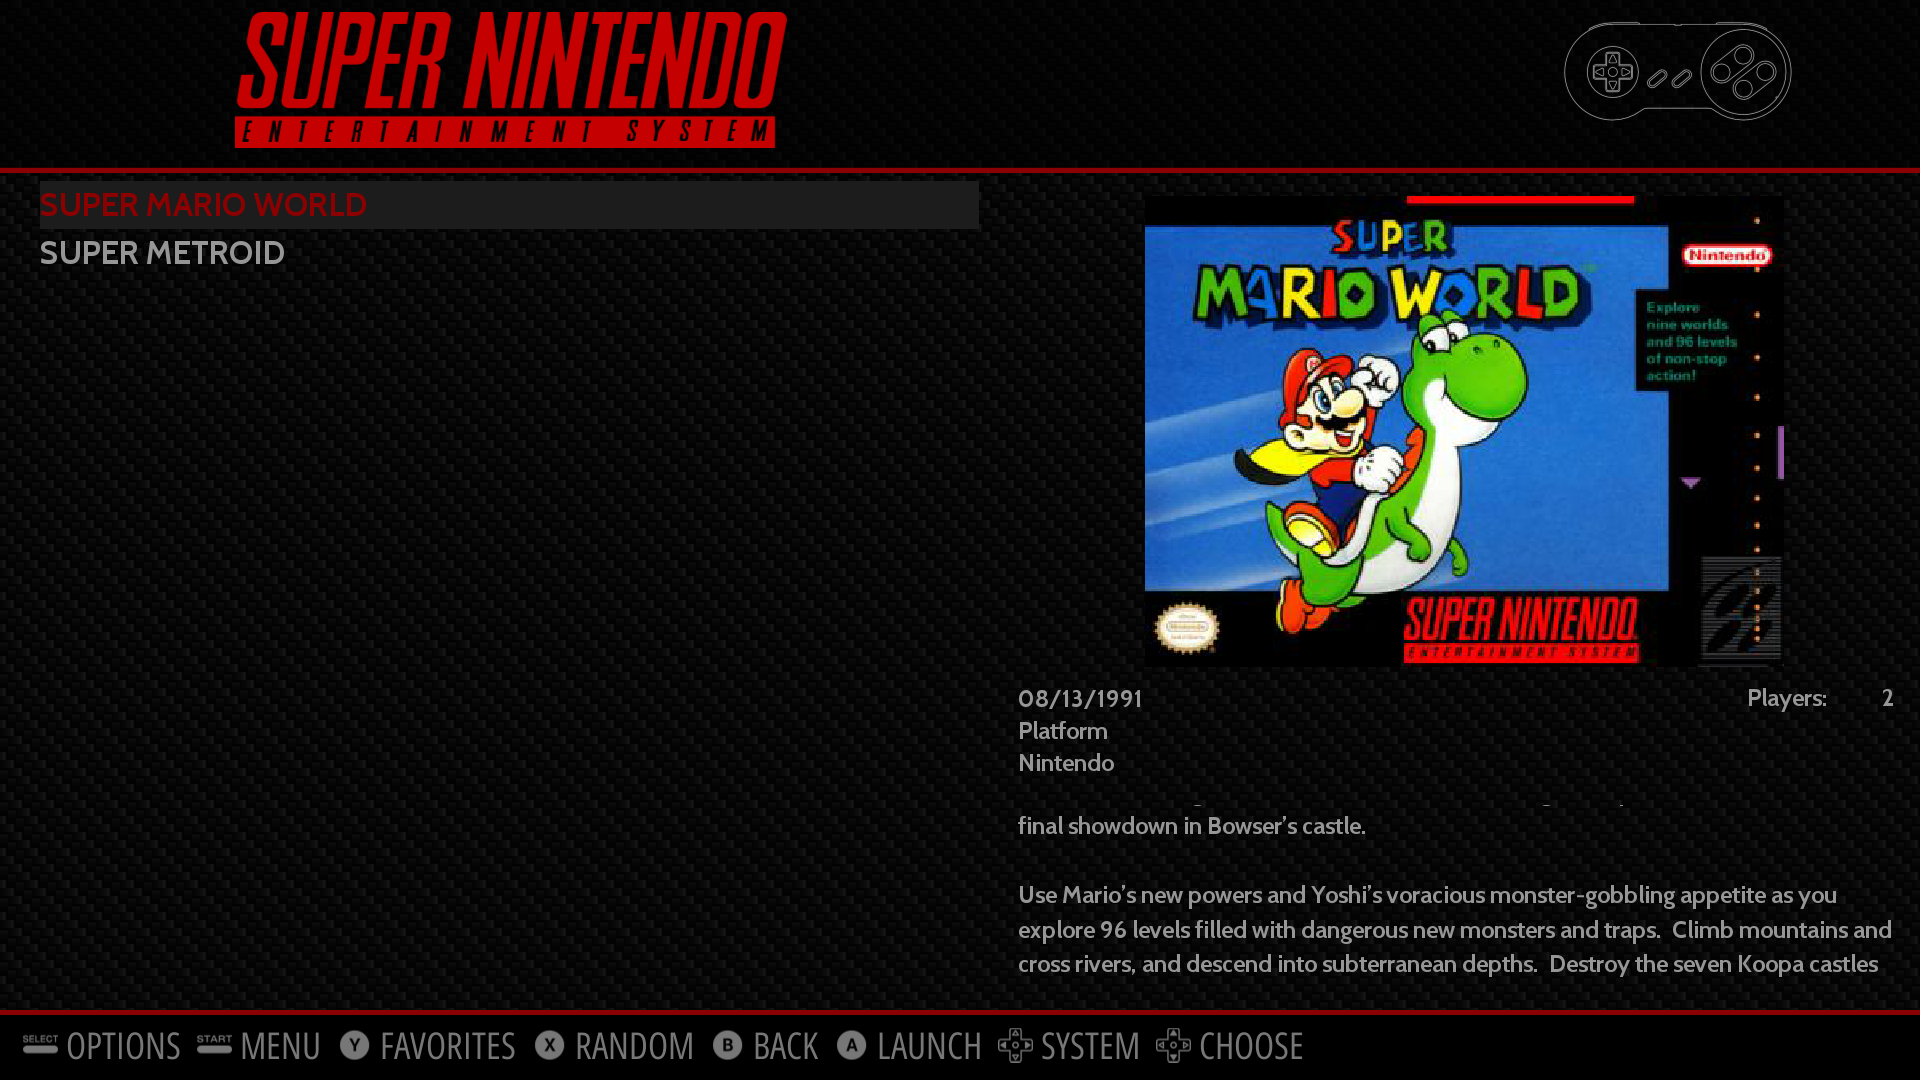 SUPER NINTENDO
ENTERTAINMENT SYSTEM
SUPER MARIO WORLD
SUPER METROID
SUPER
MARIO WORLD
Nintendo
Explore
nine worlds
and 96 levels
of non-stop
action!
SUPER NINTENDO
ENTERTAINMENT SYSTEM
08/13/1991
Players: 2
Platform
Nintendo
final showdown in Bowser's castle.
Use Mario's new powers and Yoshi's voracious monster-gobbling appetite as you
explore 96 levels filled with dangerous new monsters and traps.  Climb mountains and
cross rivers, and descend into subterranean depths.  Destroy the seven Koopa castles
SELECT OPTIONS START MENU Y FAVORITES X RANDOM B BACK A LAUNCH SYSTEM CHOOSE